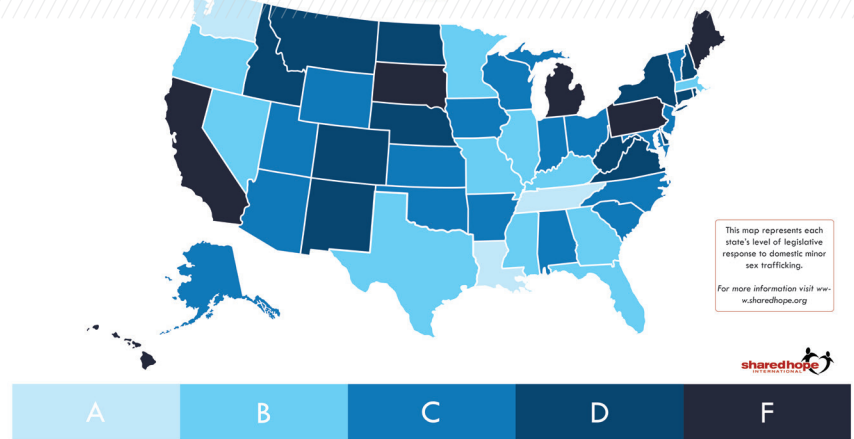 This map represents each
state's level of legislative
response to domestic minor
sex trafficking.
For more information visit ww-
w.sharedhope.org
sharedhope
INTERNATIONAL
A B C D F